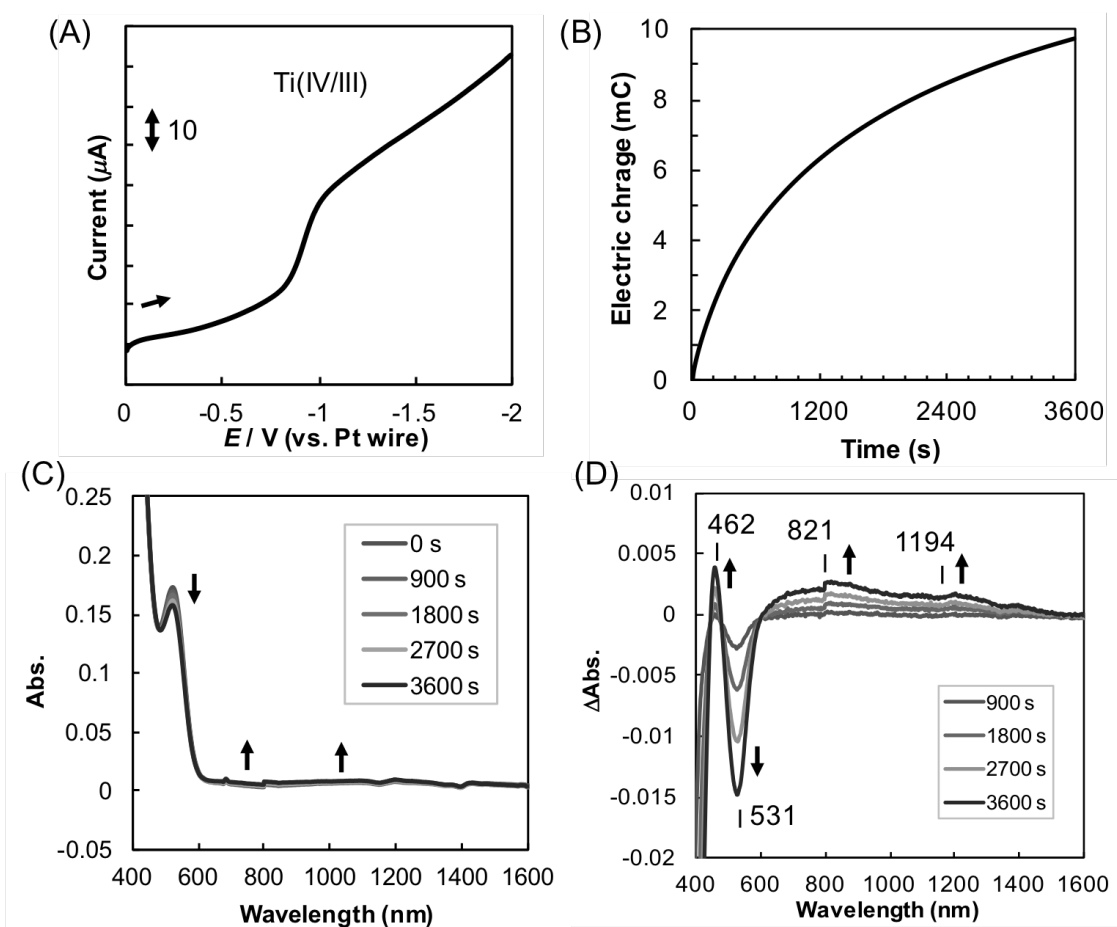 (A)
Ti(IV/III)
10
Current (μA)
0 -0.5 -1 -1.5 -2
E / V (vs. Pt wire)
(B)
10
8
6
4
2
0
Electric chrage (mC)
0 1200 2400 3600
Time (s)
(C)
0.25
0.2
0.15
0.1
0.05
0
-0.05
Abs.
0 s
900 s
1800 s
2700 s
3600 s
400 600 800 1000 1200 1400 1600
Wavelength (nm)
(D)
0.01
0.005
0
-0.005
-0.01
-0.015
-0.02
ΔAbs.
462
821
1194
531
900 s
1800 s
2700 s
3600 s
400 600 800 1000 1200 1400 1600
Wavelength (nm)